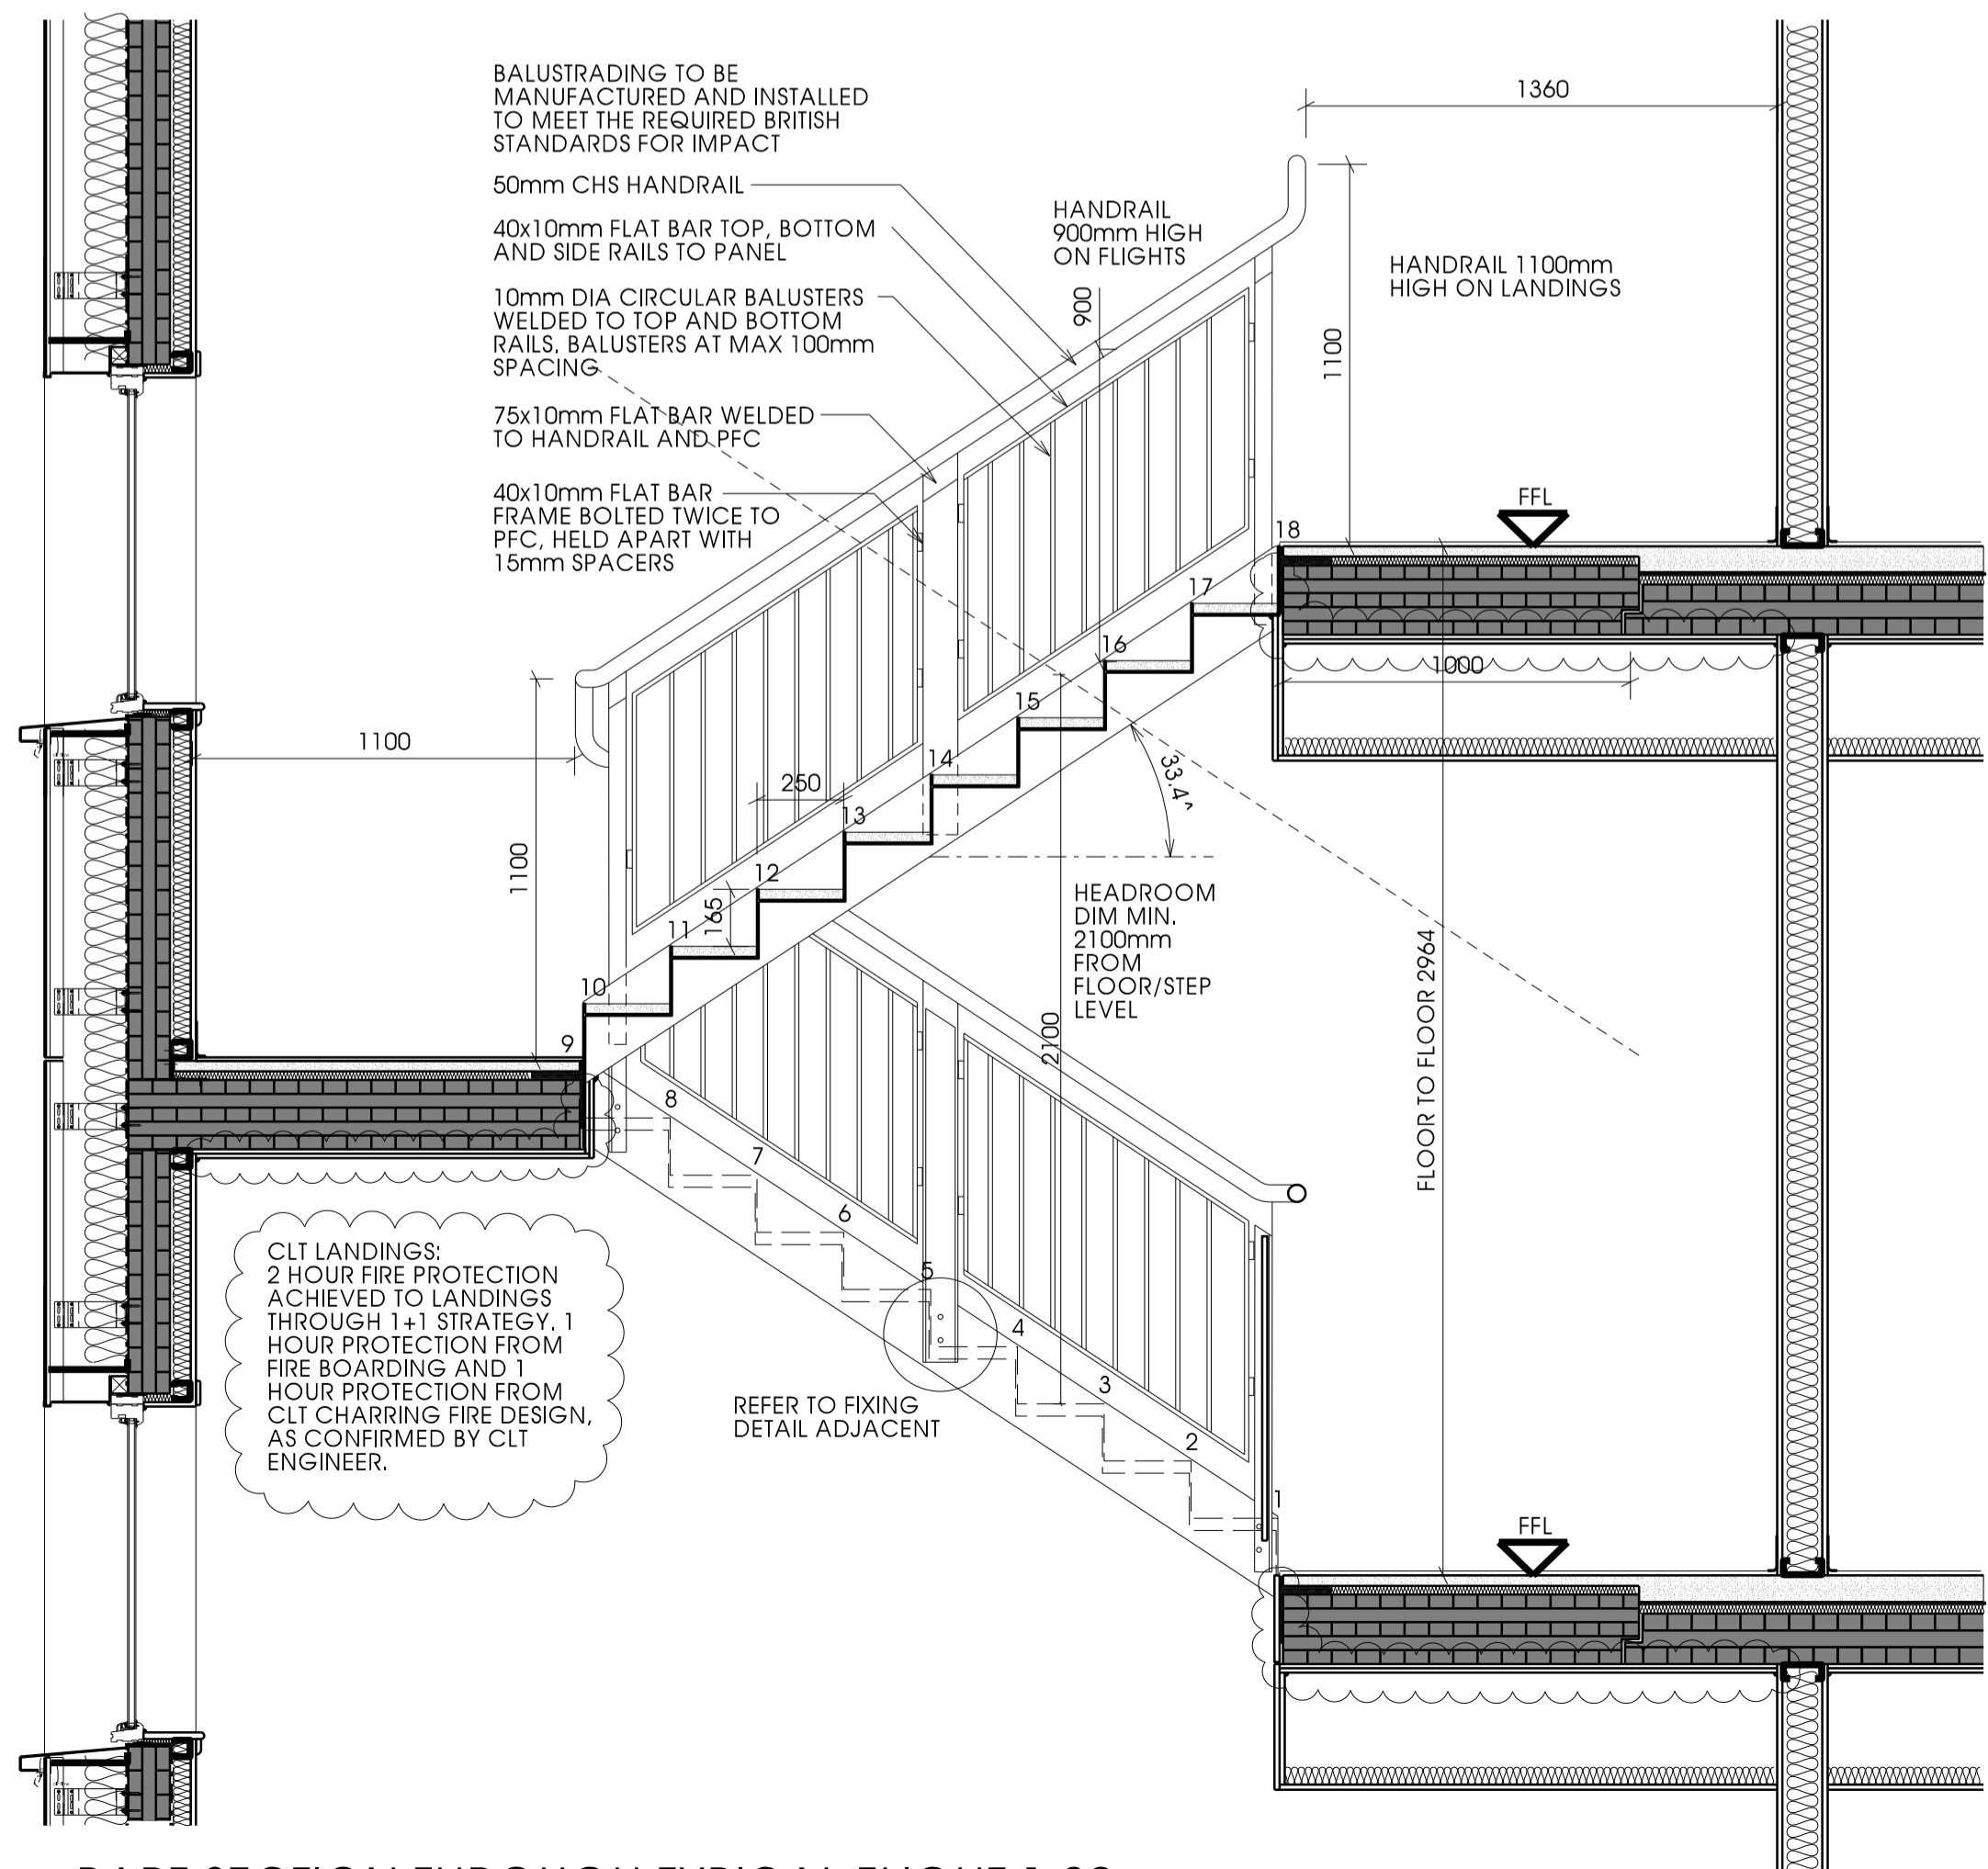 BALUSTRADING TO BE
MANUFACTURED AND INSTALLED
TO MEET THE REQUIRED BRITISH
STANDARDS FOR IMPACT
50mm CHS HANDRAIL
40x10mm FLAT BAR TOP, BOTTOM
AND SIDE RAILS TO PANEL
10mm DIA CIRCULAR BALUSTERS
WELDED TO TOP AND BOTTOM
RAILS. BALUSTERS AT MAX 100mm
SPACING
75x10mm FLAT BAR WELDED
TO HANDRAIL AND PFC
40x10mm FLAT BAR
FRAME BOLTED TWICE TO
PFC, HELD APART WITH
15mm SPACERS
HANDRAIL
900mm HIGH
ON FLIGHTS
900
1360
HANDRAIL 1100mm
HIGH ON LANDINGS
1100
FFL
18
17
16
15
14
13
12
11
10
9
1000
1100
250
165
1100
33.4^
HEADROOM
DIM MIN.
2100mm
FROM
FLOOR/STEP
LEVEL
2100
FLOOR TO FLOOR 2964
8
7
6
5
4
3
2
1
CLT LANDINGS:
2 HOUR FIRE PROTECTION
ACHIEVED TO LANDINGS
THROUGH 1+1 STRATEGY. 1
HOUR PROTECTION FROM
FIRE BOARDING AND 1
HOUR PROTECTION FROM
CLT CHARRING FIRE DESIGN,
AS CONFIRMED BY CLT
ENGINEER.
REFER TO FIXING
DETAIL ADJACENT
FFL